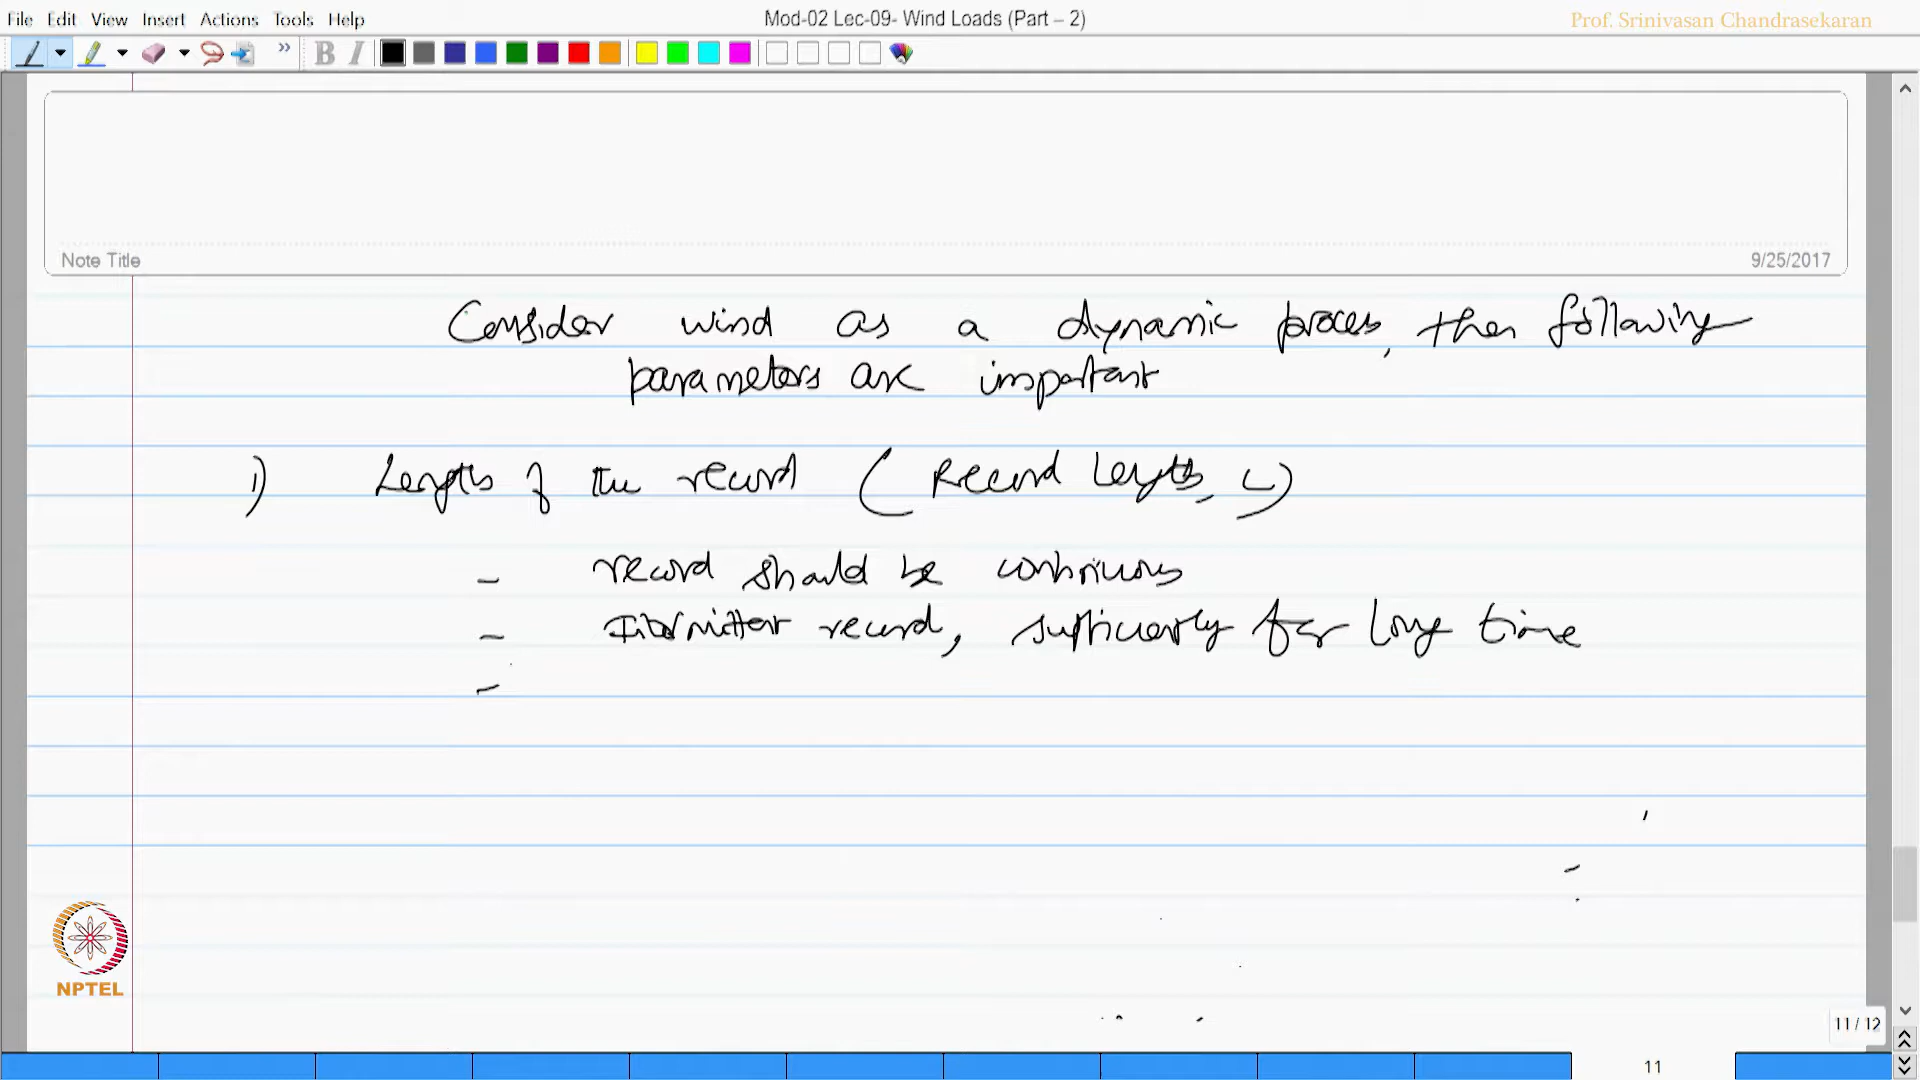 File Edit View Insert Actions Tools Help
Mod-02 Lec-09- Wind Loads (Part – 2)
Prof. Srinivasan Chandrasekaran
B I
Note Title
9/25/2017
Consider wind as a dynamic process, then following
parameters are important
1) Length of the record (Record length, L)
- record should be continuous
- Intermittent record, sufficiently for long time
-
NPTEL
11 / 12
11